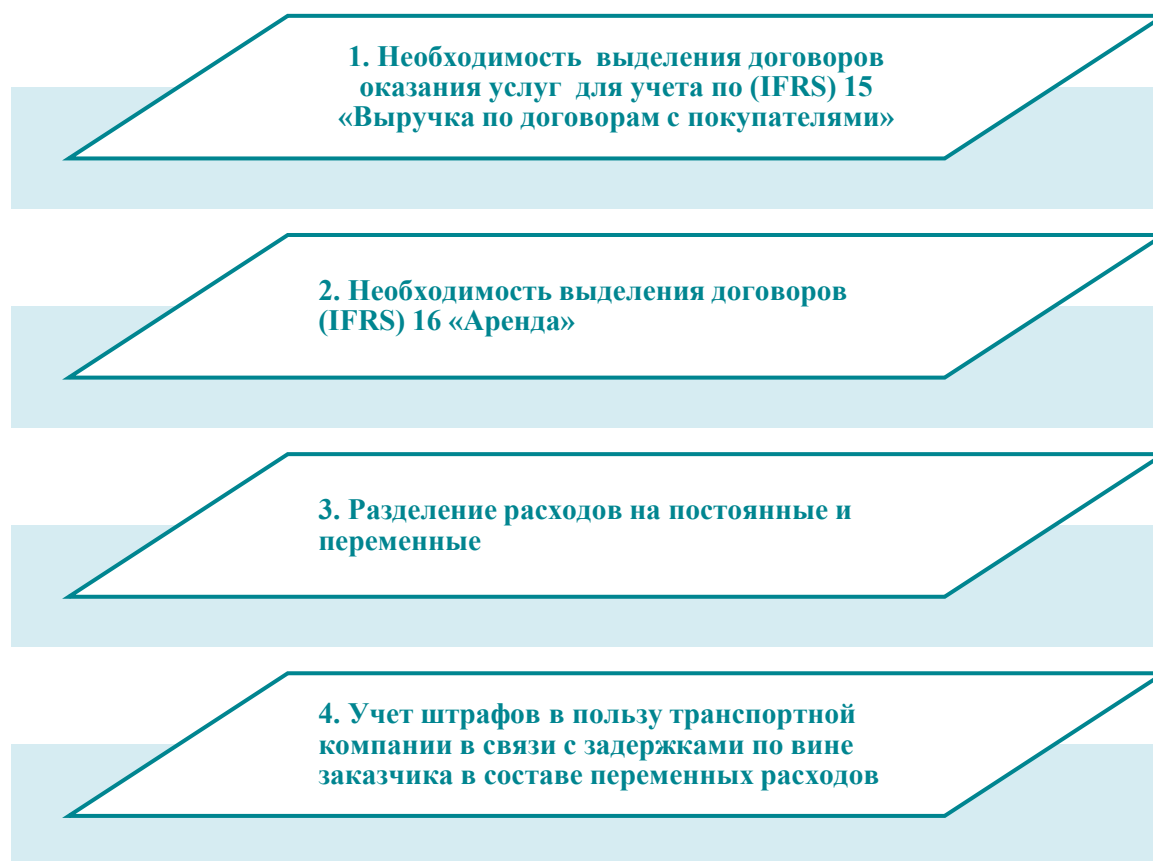 1. Необходимость выделения договоров
оказания услуг для учета по (IFRS) 15
«Выручка по договорам с покупателями»
2. Необходимость выделения договоров
(IFRS) 16 «Аренда»
3. Разделение расходов на постоянные и
переменные
4. Учет штрафов в пользу транспортной
компании в связи с задержками по вине
заказчика в составе переменных расходов